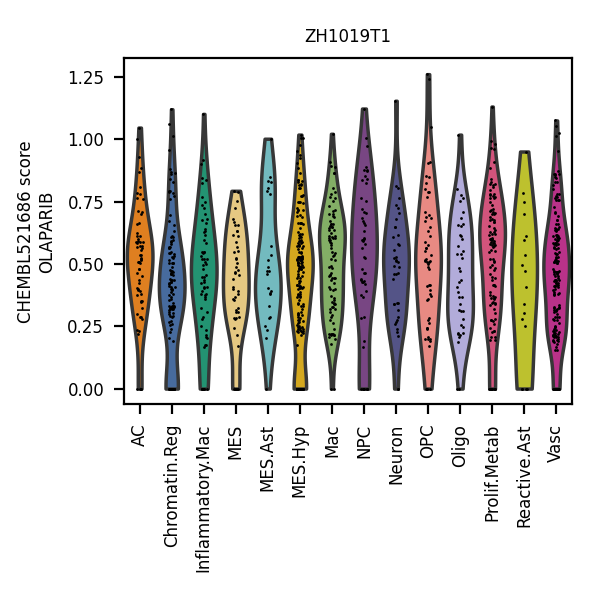 ZH1019T1
CHEMBL521686 score
OLAPARIB
1.25
1.00
0.75
0.50
0.25
0.00
AC
Chromatin.Reg
Inflammatory.Mac
MES
MES.Ast
MES.Hyp
Mac
NPC
Neuron
OPC
Oligo
Prolif.Metab
Reactive.Ast
Vasc